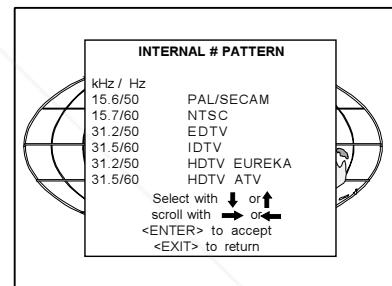 INTERNAL # PATTERN
kHz / Hz
15.6/50 PAL/SECAM
15.7/60 NTSC
31.2/50 EDTV
31.5/60 IDTV
31.2/50 HDTV EUREKA
31.5/60 HDTV ATV
Select with ⬇ or ⬆
scroll with ➡ or ⬅
<ENTER> to accept
<EXIT> to return